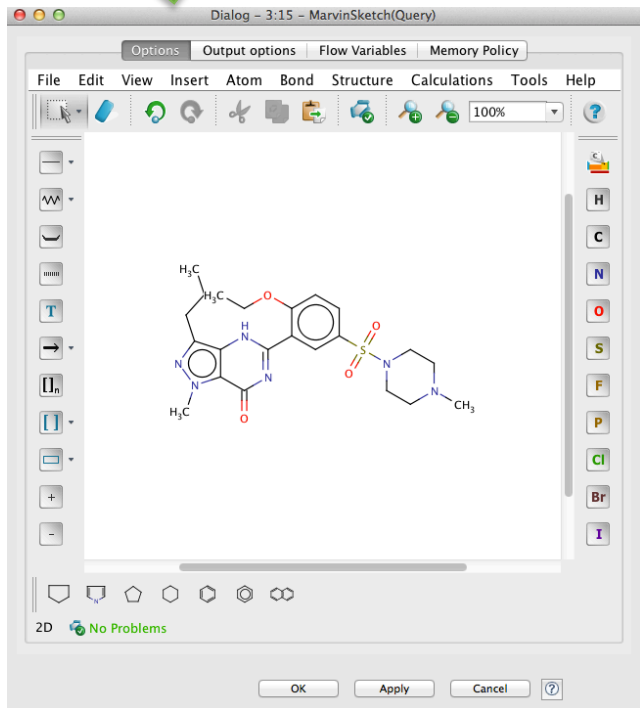 Dialog – 3:15 – MarvinSketch(Query)
Options Output options Flow Variables Memory Policy
File Edit View Insert Atom Bond Structure Calculations Tools Help
100% ?
H
C
N
T O
S
[]n F
[ ] P
Cl
+ Br
- I
H₃C
H₃C O
H
N O
S
N O N
N N
H₃C O N CH₃
N
2D No Problems
OK Apply Cancel ?